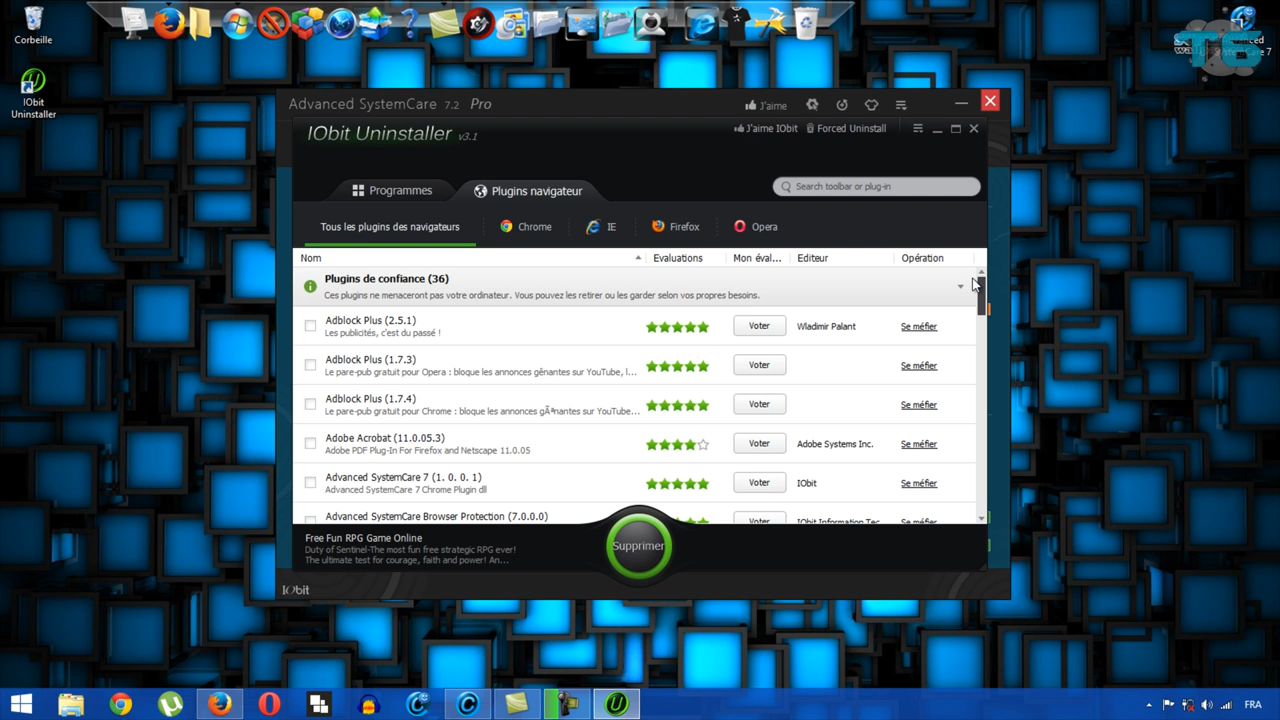 Corbeille
IObit
Uninstaller
TG
Advanced SystemCare 7.2 Pro
J'aime
IObit Uninstaller v3.1
J'aime IObit
Forced Uninstall
Programmes
Plugins navigateur
Search toolbar or plug-in
Tous les plugins des navigateurs
Chrome
IE
Firefox
Opera
Nom
Evaluations
Mon éval...
Editeur
Opération
Plugins de confiance (36)
Ces plugins ne menaceront pas votre ordinateur. Vous pouvez les retirer ou les garder selon vos propres besoins.
Adblock Plus (2.5.1)
Les publicités, c'est du passé !
Voter
Wladimir Palant
Se méfier
Adblock Plus (1.7.3)
Le pare-pub gratuit pour Opera : bloque les annonces gênantes sur YouTube, l...
Voter
Se méfier
Adblock Plus (1.7.4)
Le pare-pub gratuit pour Chrome : bloque les annonces gÃªnantes sur YouTube...
Voter
Se méfier
Adobe Acrobat (11.0.05.3)
Adobe PDF Plug-In For Firefox and Netscape 11.0.05
Voter
Adobe Systems Inc.
Se méfier
Advanced SystemCare 7 (1. 0. 0. 1)
Advanced SystemCare 7 Chrome Plugin dll
Voter
IObit
Se méfier
Advanced SystemCare Browser Protection (7.0.0.0)
Voter
IObit Information Tec
Free Fun RPG Game Online
Duty of Sentinel-The most fun free strategic RPG ever!
The ultimate test for courage, faith and power! An...
Supprimer
IObit
FRA